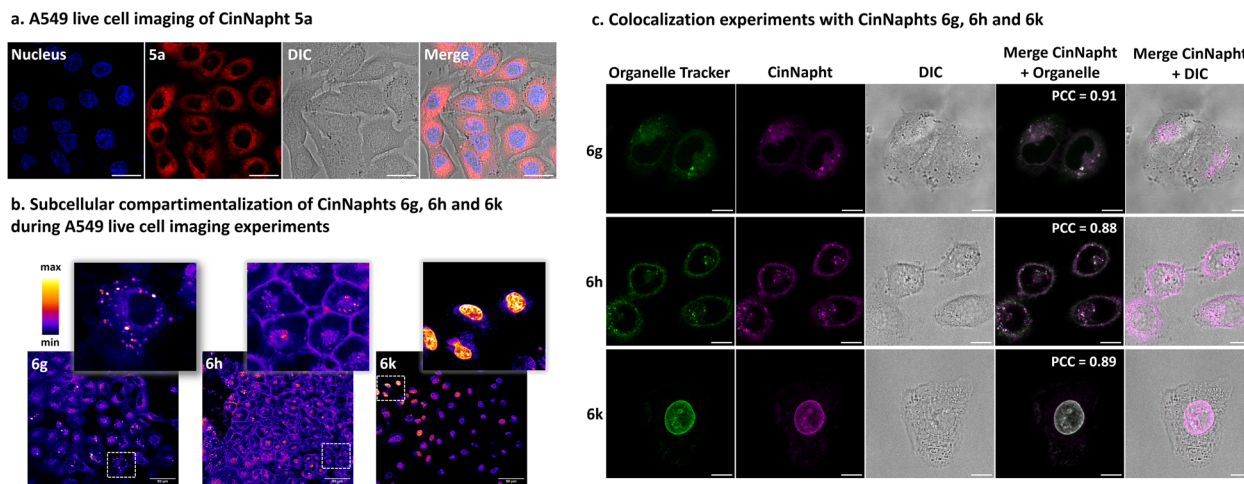 a. A549 live cell imaging of CinNapht 5a
Nucleus
5a
DIC
Merge
b. Subcellular compartimentalization of CinNaphts 6g, 6h and 6k
during A549 live cell imaging experiments
max
min
6g
6h
6k
c. Colocalization experiments with CinNaphts 6g, 6h and 6k
Organelle Tracker
CinNapht
DIC
Merge CinNapht
+ Organelle
Merge CinNapht
+ DIC
6g
PCC = 0.91
6h
PCC = 0.88
6k
PCC = 0.89